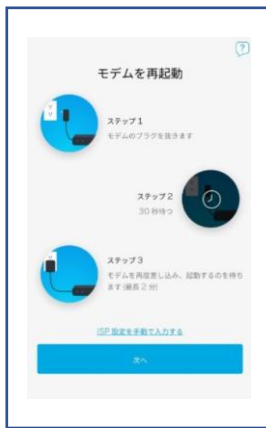 ?
モデムを再起動
ステップ 1
モデムのプラグを抜きます
ステップ 2
30 秒待つ
ステップ 3
モデムを再度差し込み、起動するのを待ち
ます (最長 2 分)
ISP 設定を手動で入力する
次へ